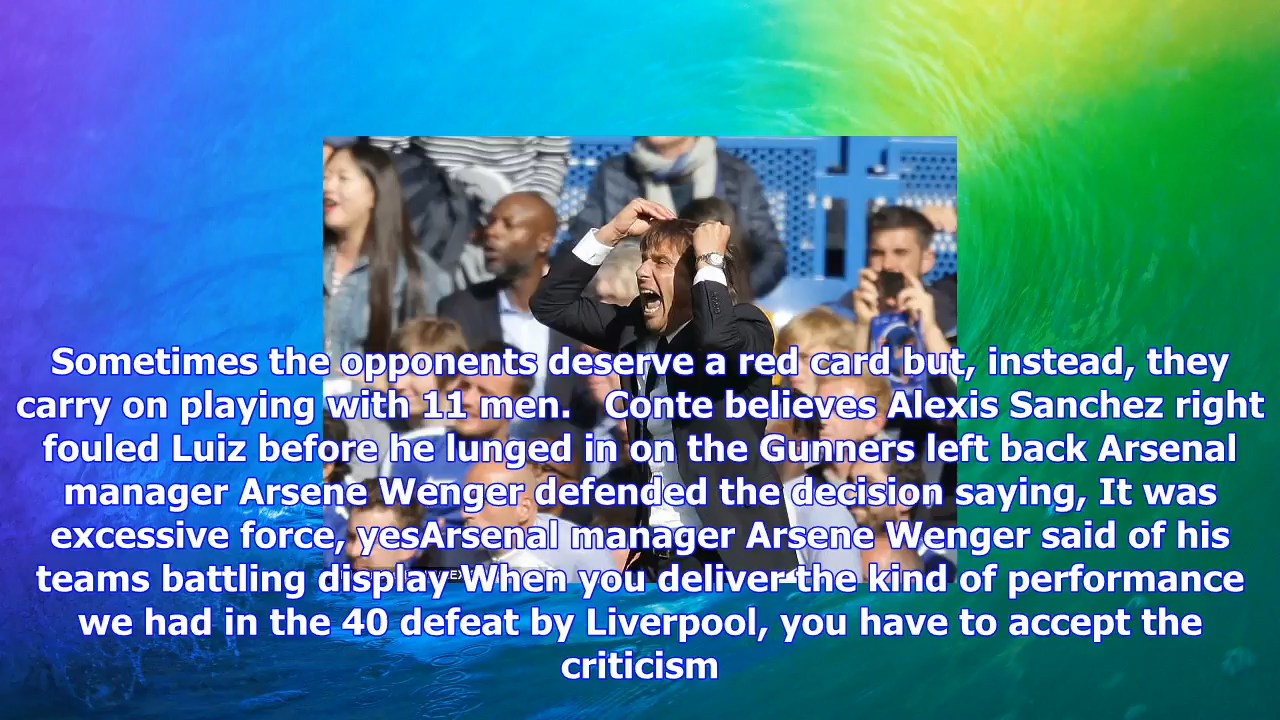 Sometimes the opponents deserve a red card but, instead, they
carry on playing with 11 men.   Conte believes Alexis Sanchez right
fouled Luiz before he lunged in on the Gunners left back Arsenal
manager Arsene Wenger defended the decision saying, It was
excessive force, yesArsenal manager Arsene Wenger said of his
teams battling display When you deliver the kind of performance
we had in the 40 defeat by Liverpool, you have to accept the
criticism